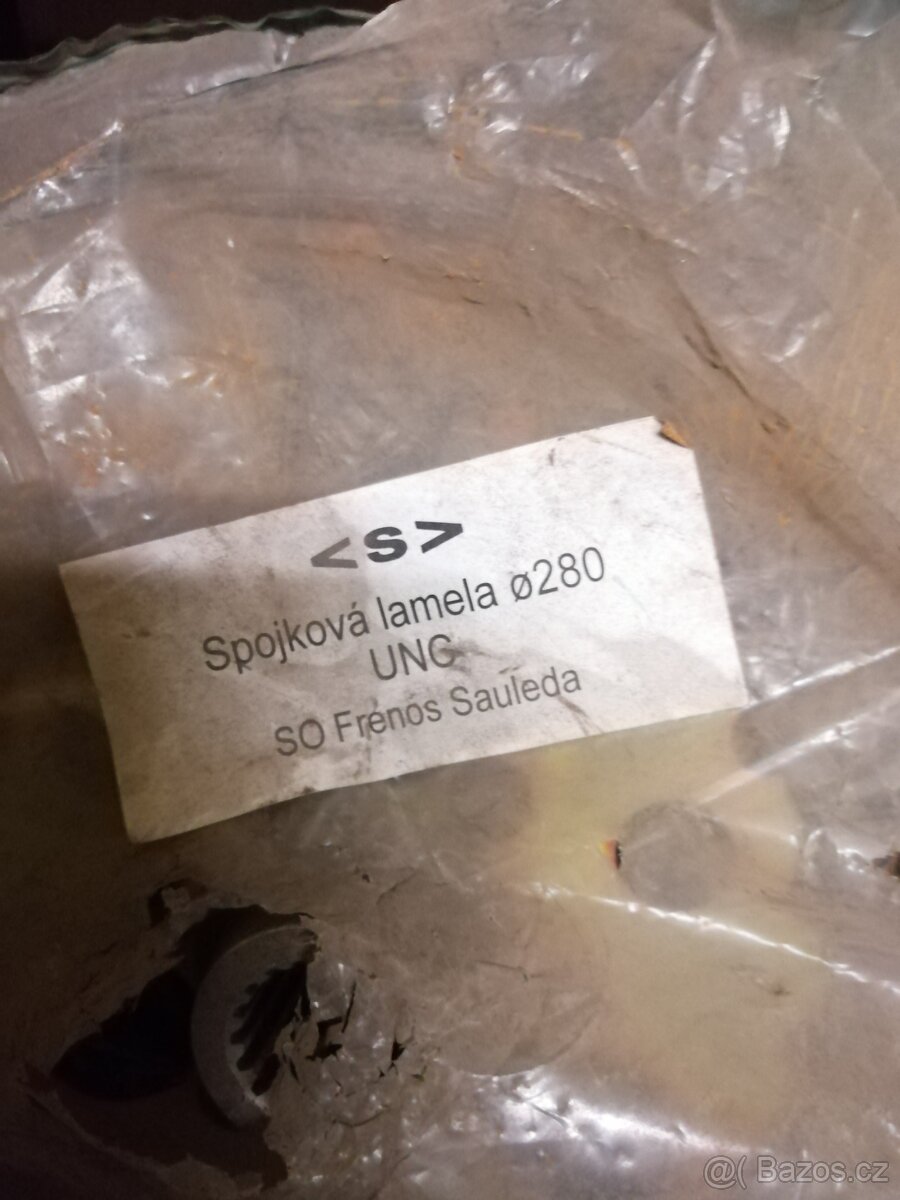 <S>
Spojková lamela ø280
UNC
SO Frenos Sauleda
@( Bazos.cz